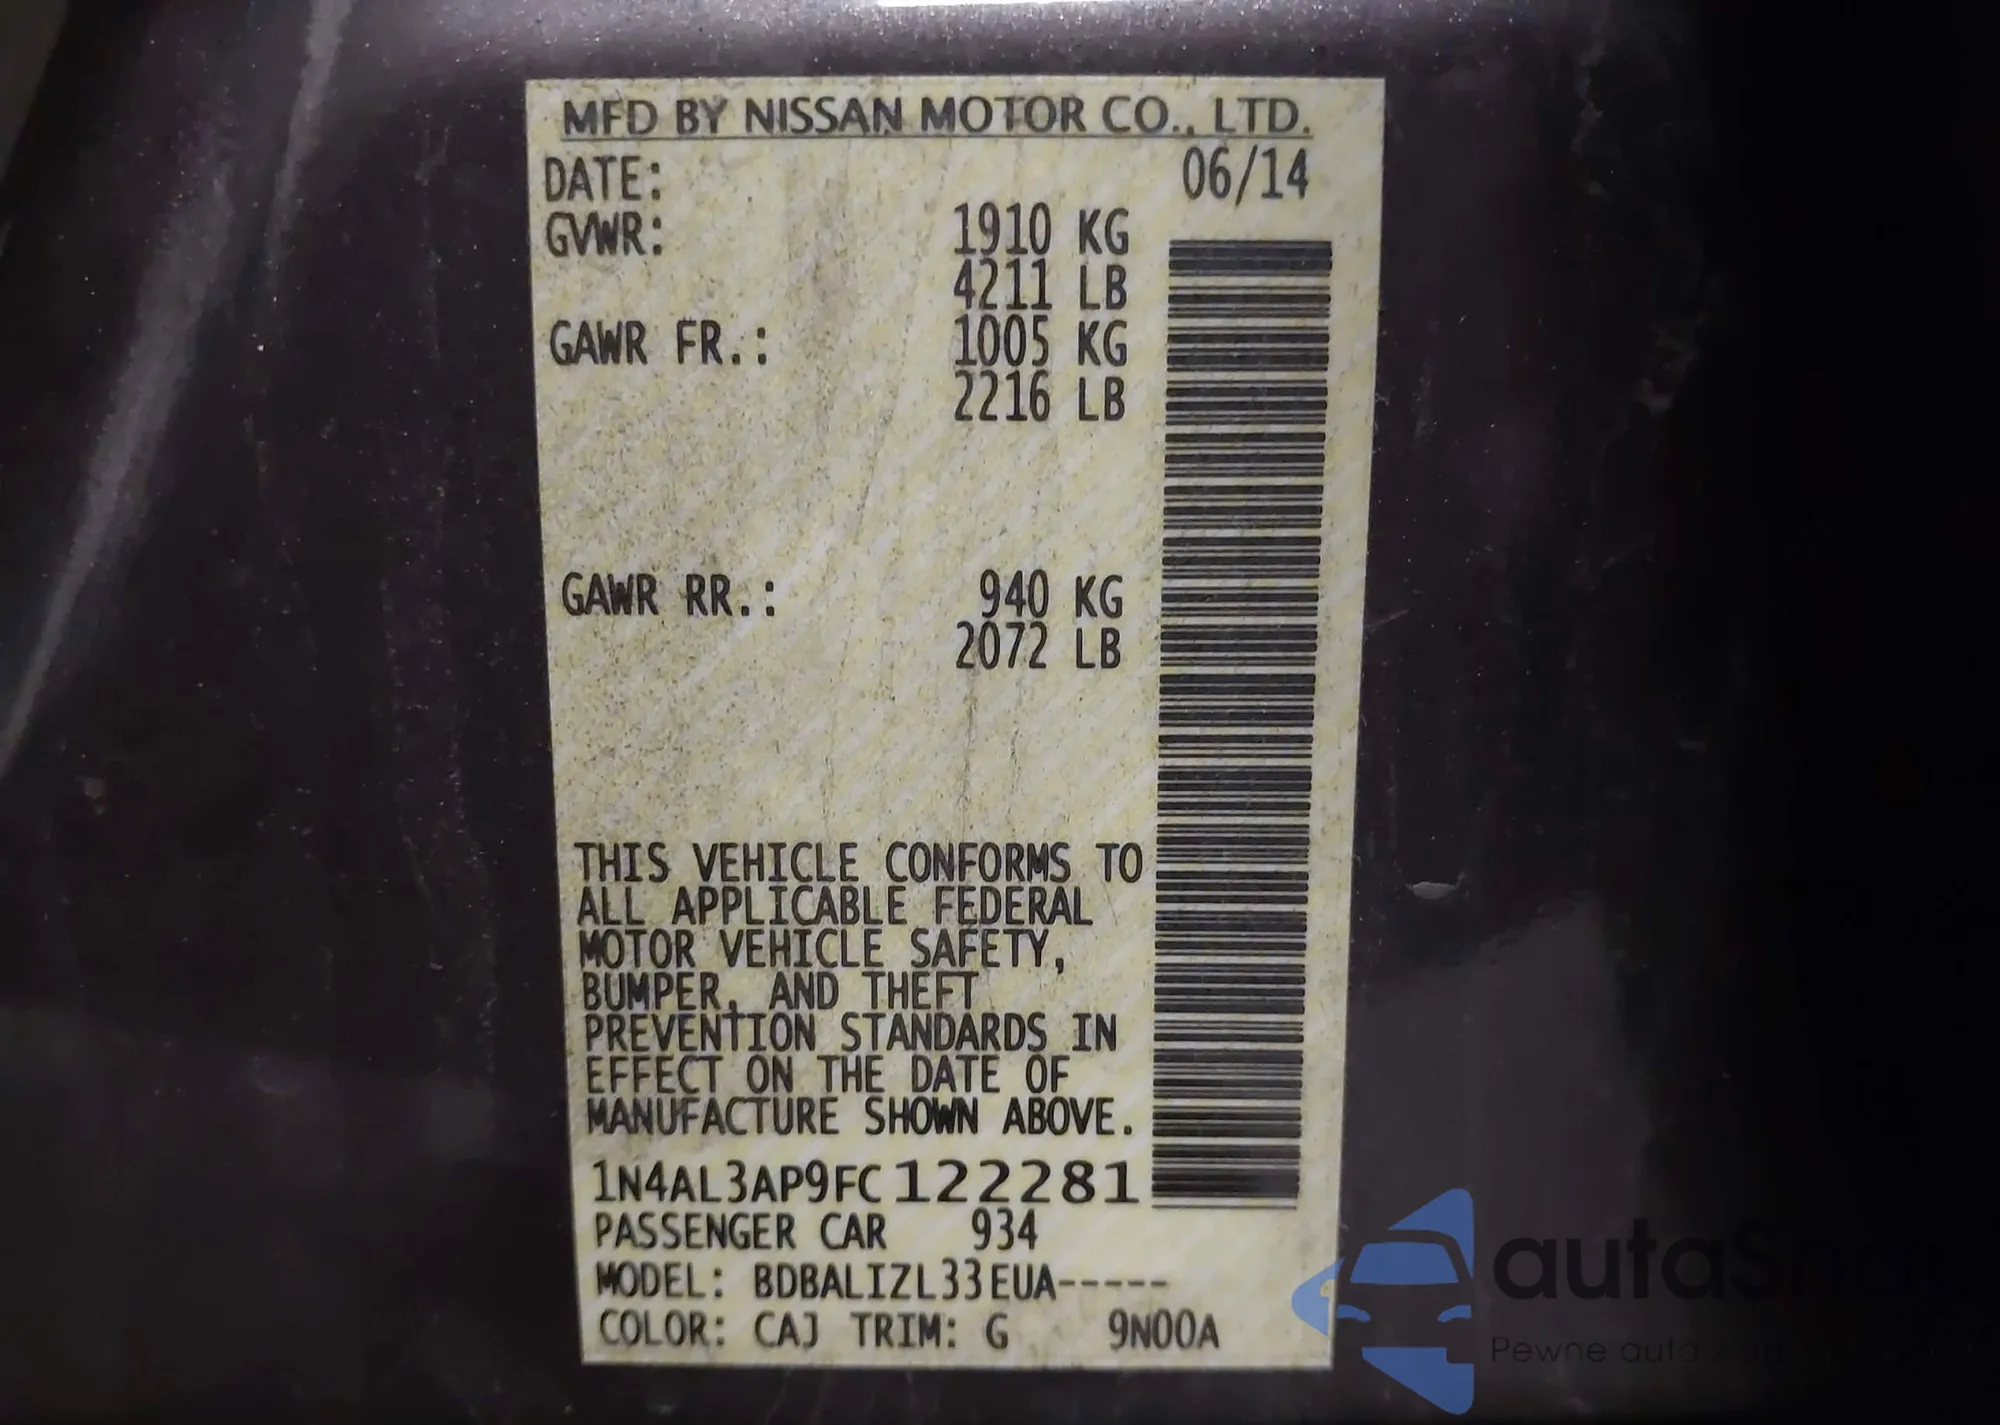 MFD BY NISSAN MOTOR CO., LTD.
DATE: 06/14
GVWR: 1910 KG
4211 LB
GAWR FR.: 1005 KG
2216 LB
GAWR RR.: 940 KG
2072 LB
THIS VEHICLE CONFORMS TO
ALL APPLICABLE FEDERAL
MOTOR VEHICLE SAFETY,
BUMPER, AND THEFT
PREVENTION STANDARDS IN
EFFECT ON THE DATE OF
MANUFACTURE SHOWN ABOVE.
1N4AL3AP9FC122281
PASSENGER CAR 934
MODEL: BDBALIZL33EUA-----
COLOR: CAJ TRIM: G 9N00A
Pewne auta z